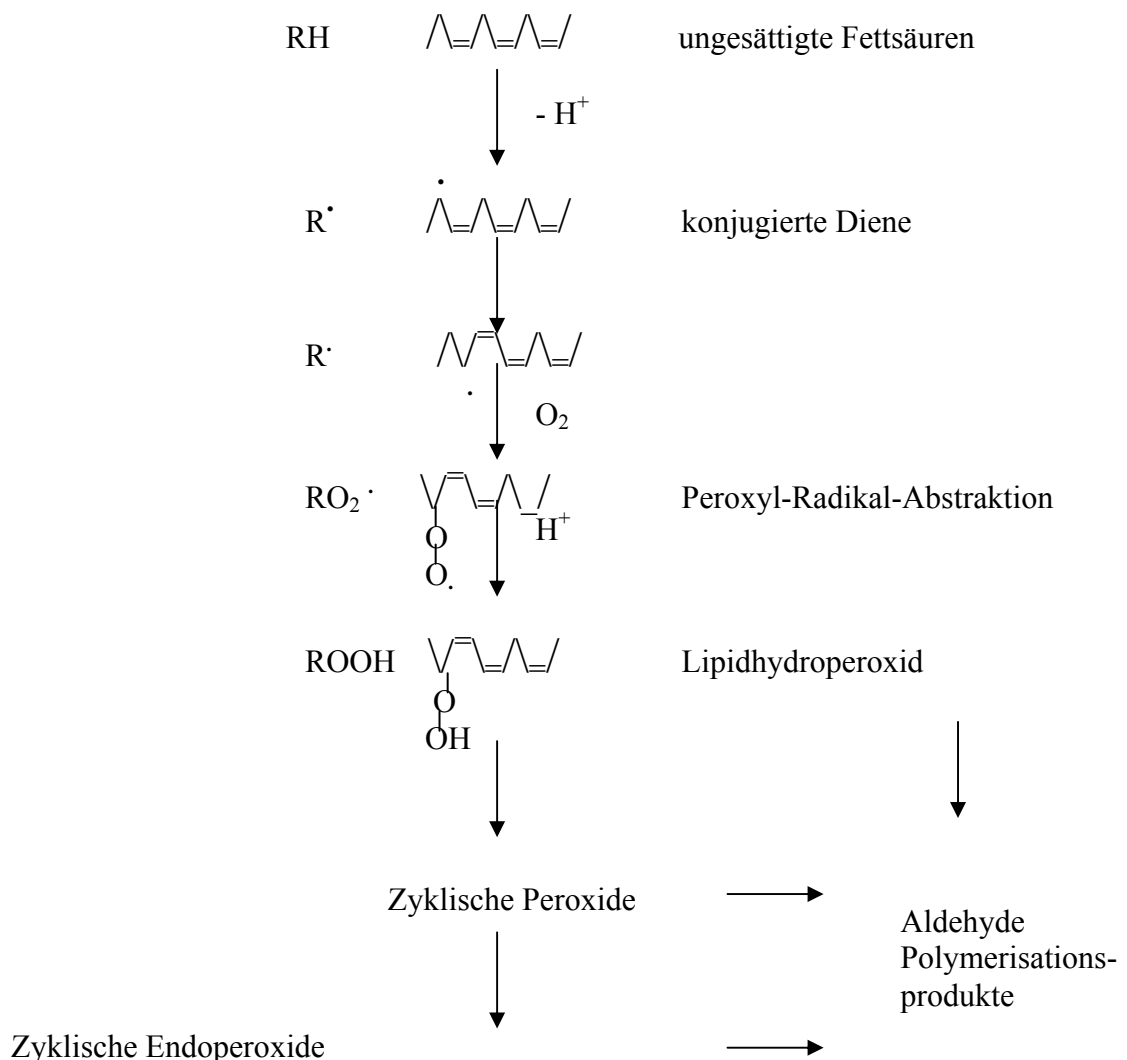 RH ungesättigte Fettsäuren
- H⁺
R˙ konjugierte Diene
R˙
O₂
RO₂ ˙ Peroxyl-Radikal-Abstraktion
H⁺
O
O.
ROOH Lipidhydroperoxid
O
OH
Zyklische Peroxide
Aldehyde
Polymerisations-
produkte
Zyklische Endoperoxide